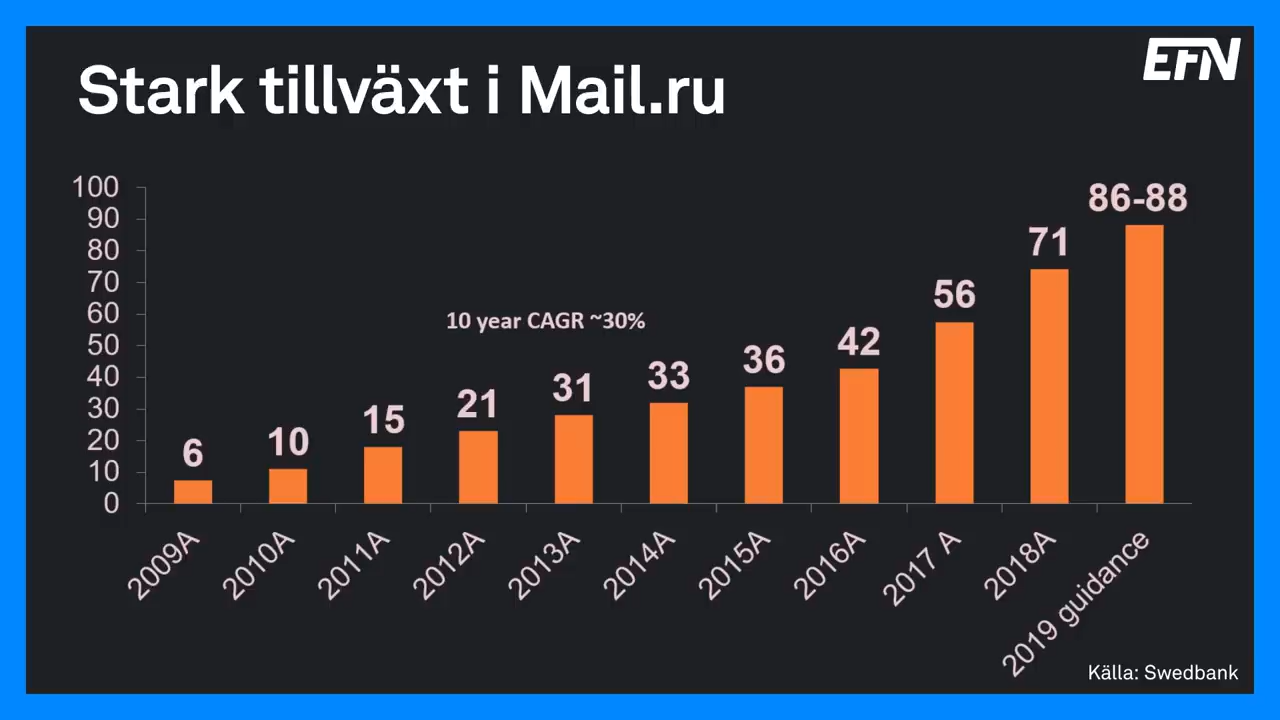 EFN
Stark tillväxt i Mail.ru
100
90
80
70
60
50
40
30
20
10
0
10 year CAGR ~30%
6
10
15
21
31
33
36
42
56
71
86-88
2009A
2010A
2011A
2012A
2013A
2014A
2015A
2016A
2017 A
2018A
2019 guidance
Källa: Swedbank